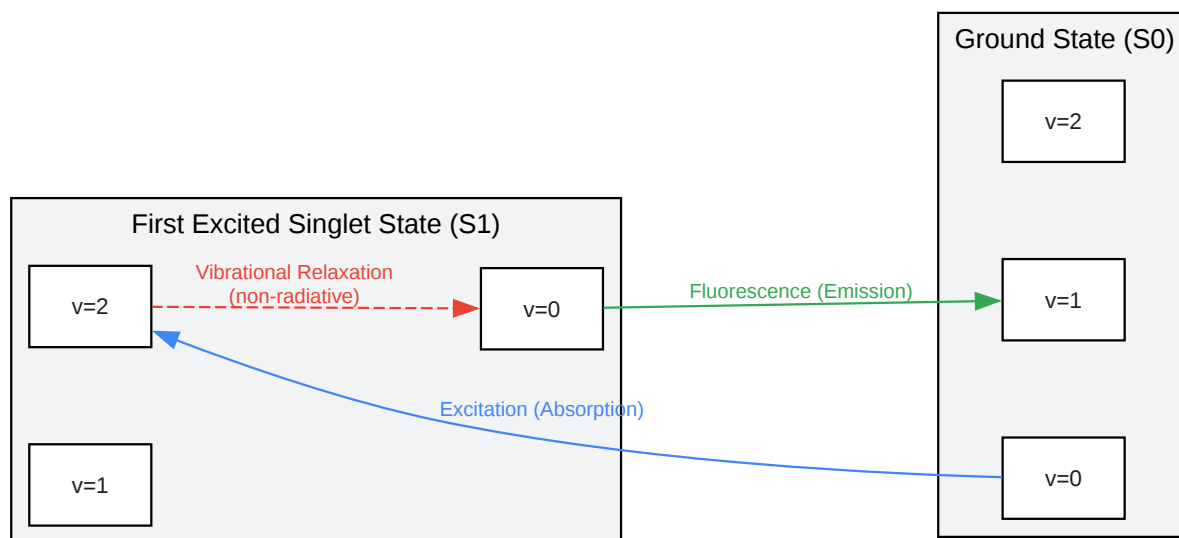 Ground State (S0)
v=2
First Excited Singlet State (S1)
Vibrational Relaxation
(non-radiative)
v=2
v=0
Fluorescence (Emission)
v=1
Excitation (Absorption)
v=1
v=0